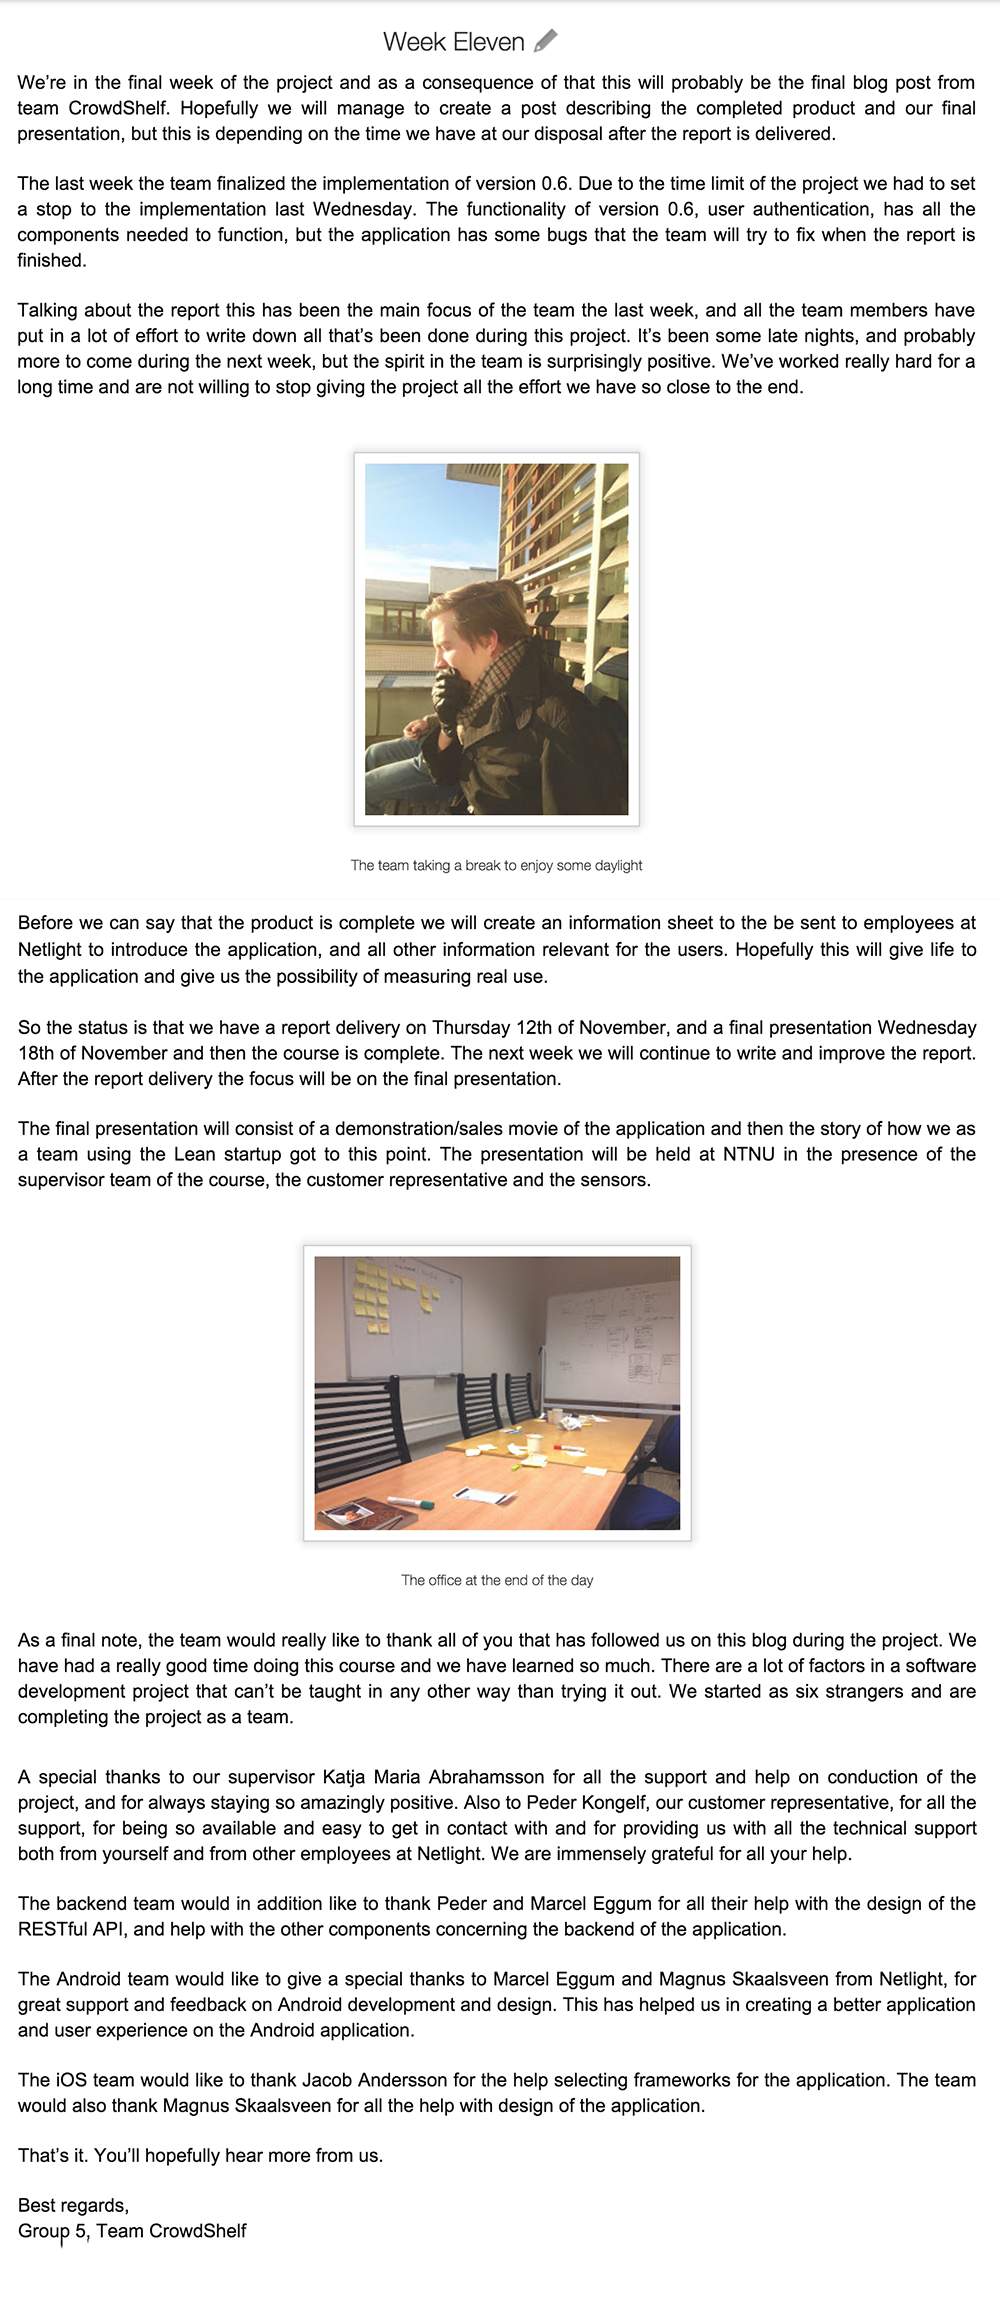 Week Eleven
We’re in the final week of the project and as a consequence of that this will probably be the final blog post from
team CrowdShelf. Hopefully we will manage to create a post describing the completed product and our final
presentation, but this is depending on the time we have at our disposal after the report is delivered.
The last week the team finalized the implementation of version 0.6. Due to the time limit of the project we had to set
a stop to the implementation last Wednesday. The functionality of version 0.6, user authentication, has all the
components needed to function, but the application has some bugs that the team will try to fix when the report is
finished.
Talking about the report this has been the main focus of the team the last week, and all the team members have
put in a lot of effort to write down all that’s been done during this project. It’s been some late nights, and probably
more to come during the next week, but the spirit in the team is surprisingly positive. We’ve worked really hard for a
long time and are not willing to stop giving the project all the effort we have so close to the end.
The team taking a break to enjoy some daylight
Before we can say that the product is complete we will create an information sheet to the be sent to employees at
Netlight to introduce the application, and all other information relevant for the users. Hopefully this will give life to
the application and give us the possibility of measuring real use.
So the status is that we have a report delivery on Thursday 12th of November, and a final presentation Wednesday
18th of November and then the course is complete. The next week we will continue to write and improve the report.
After the report delivery the focus will be on the final presentation.
The final presentation will consist of a demonstration/sales movie of the application and then the story of how we as
a team using the Lean startup got to this point. The presentation will be held at NTNU in the presence of the
supervisor team of the course, the customer representative and the sensors.
The office at the end of the day
As a final note, the team would really like to thank all of you that has followed us on this blog during the project. We
have had a really good time doing this course and we have learned so much. There are a lot of factors in a software
development project that can’t be taught in any other way than trying it out. We started as six strangers and are
completing the project as a team.
A special thanks to our supervisor Katja Maria Abrahamsson for all the support and help on conduction of the
project, and for always staying so amazingly positive. Also to Peder Kongelf, our customer representative, for all the
support, for being so available and easy to get in contact with and for providing us with all the technical support
both from yourself and from other employees at Netlight. We are immensely grateful for all your help.
The backend team would in addition like to thank Peder and Marcel Eggum for all their help with the design of the
RESTful API, and help with the other components concerning the backend of the application.
The Android team would like to give a special thanks to Marcel Eggum and Magnus Skaalsveen from Netlight, for
great support and feedback on Android development and design. This has helped us in creating a better application
and user experience on the Android application.
The iOS team would like to thank Jacob Andersson for the help selecting frameworks for the application. The team
would also thank Magnus Skaalsveen for all the help with design of the application.
That’s it. You’ll hopefully hear more from us.
Best regards,
Group 5, Team CrowdShelf